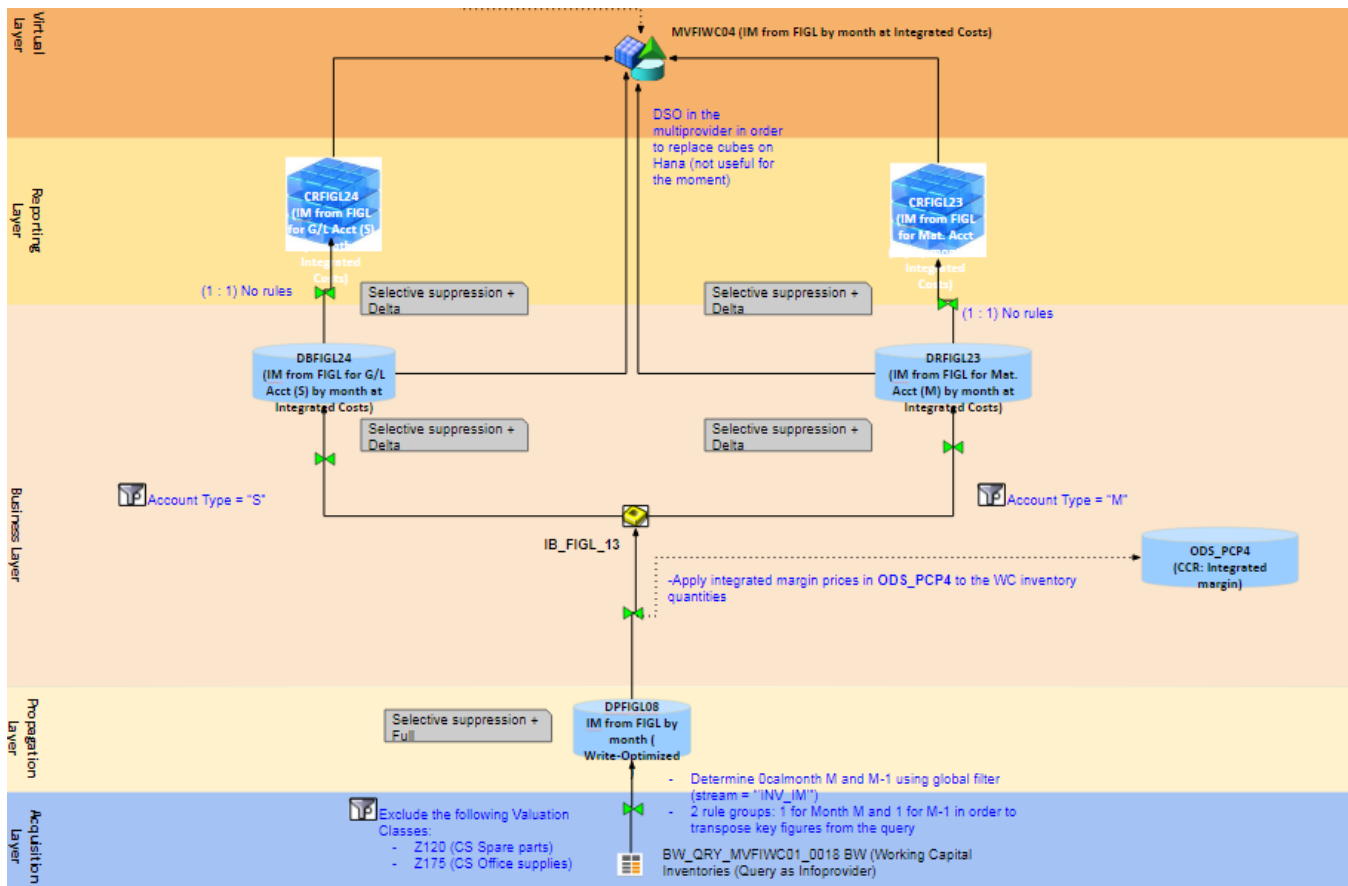 Virtual
Layer
MVFIWC04 (IM from FIGL by month at Integrated Costs)
DSO in the
multiprovider in order
to replace cubes on
Hana (not useful for
the moment)
Reporting
Layer
CRFIGL24
(IM from FIGL
for G/L Acct (S)
Integrated
Costs)
CRFIGL23
(IM from FIGL
for Mat. Acct
Integrated
Costs)
(1 : 1) No rules
Selective suppression +
Delta
Selective suppression +
Delta
(1 : 1) No rules
DBFIGL24
(IM from FIGL for G/L
Acct (S) by month at
Integrated Costs)
DRFIGL23
(IM from FIGL for Mat.
Acct (M) by month at
Integrated Costs)
Selective suppression +
Delta
Selective suppression +
Delta
Business Layer
Account Type = "S"
Account Type = "M"
IB_FIGL_13
ODS_PCP4
(CCR: Integrated
margin)
-Apply integrated margin prices in ODS_PCP4 to the WC inventory
quantities
Propagation
Layer
Selective suppression +
Full
DPFIGL08
IM from FIGL by
month (
Write-Optimized
)
- Determine 0calmonth M and M-1 using global filter
(stream = "INV_IM")
- 2 rule groups: 1 for Month M and 1 for M-1 in order to
transpose key figures from the query
Acquisition
Layer
Exclude the following Valuation
Classes:
- Z120 (CS Spare parts)
- Z175 (CS Office supplies)
BW_QRY_MVFIWC01_0018 BW (Working Capital
Inventories (Query as Infoprovider)